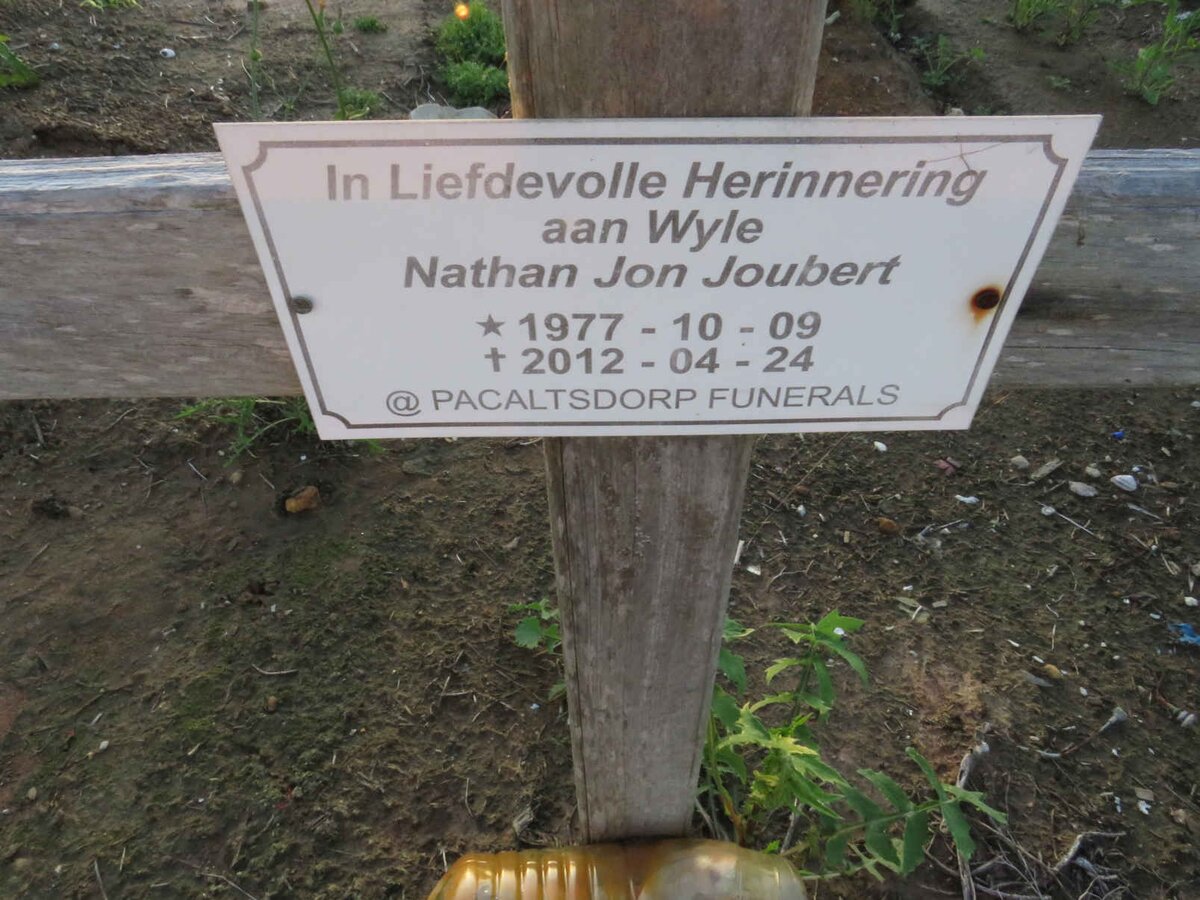 In Liefdevolle Herinnering
aan Wyle
Nathan Jon Joubert
★ 1977 - 10 - 09
✝ 2012 - 04 - 24
@ PACALTSDORP FUNERALS